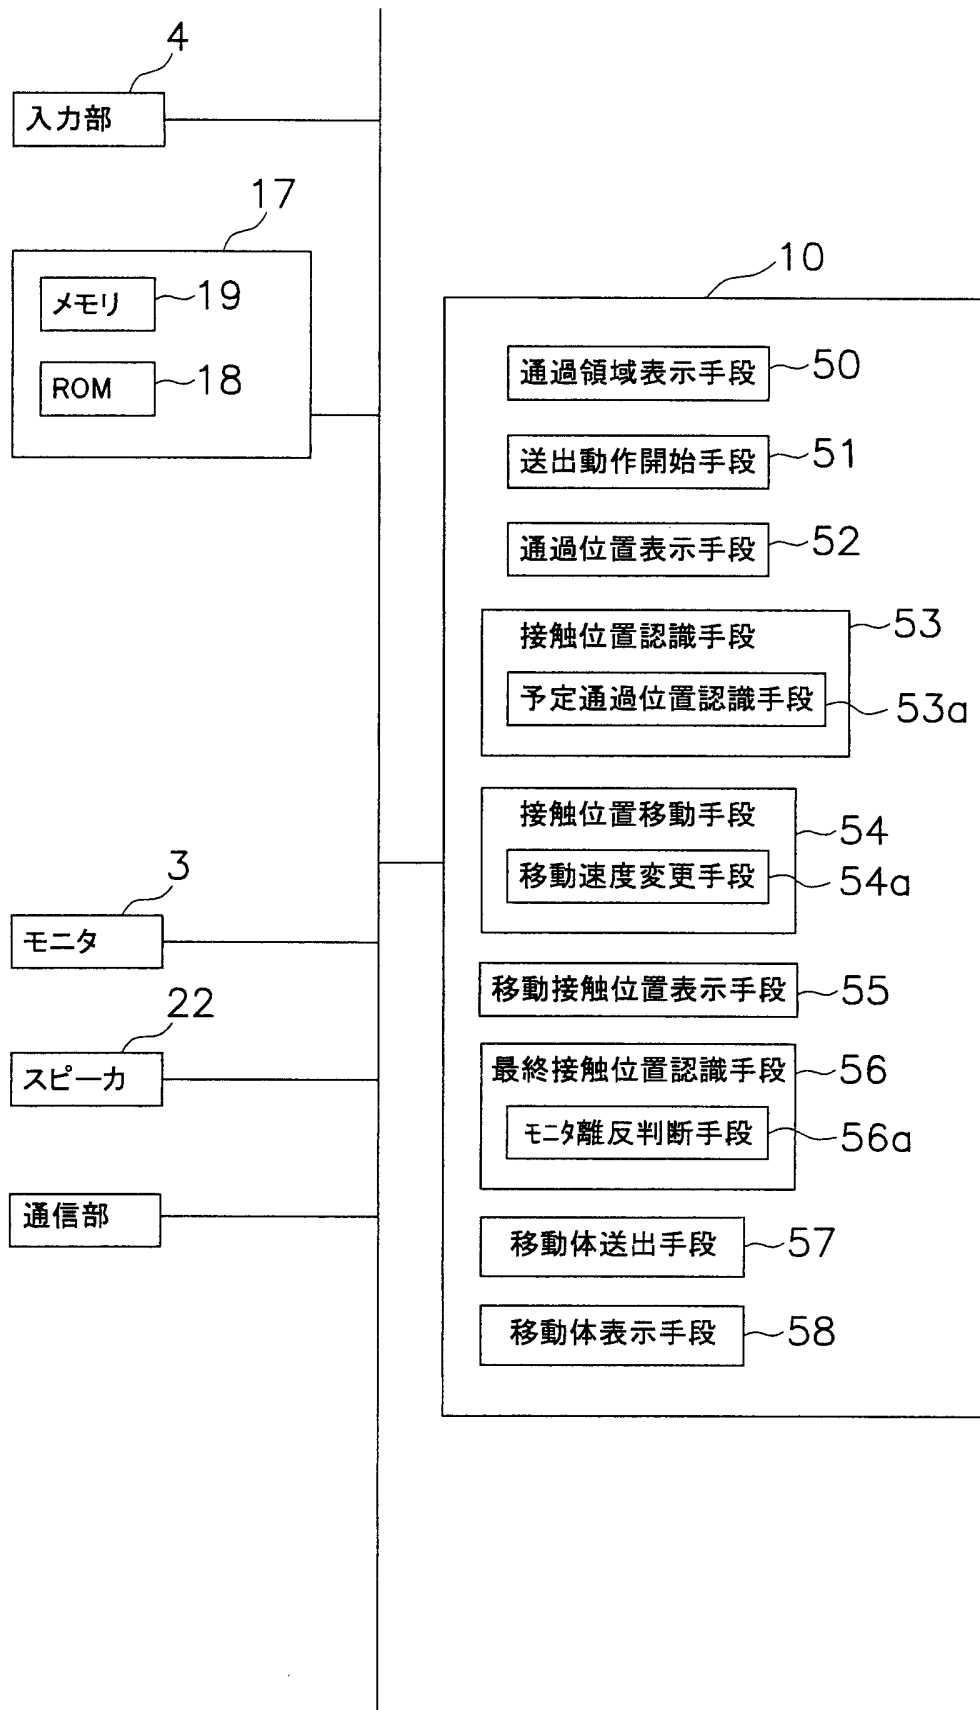 4
入力部
17
メモリ
19
ROM
18
3
モニタ
22
スピーカ
通信部
10
通過領域表示手段
50
送出動作開始手段
51
通過位置表示手段
52
接触位置認識手段
53
予定通過位置認識手段
53a
接触位置移動手段
54
移動速度変更手段
54a
移動接触位置表示手段
55
最終接触位置認識手段
56
モニタ離反判断手段
56a
移動体送出手段
57
移動体表示手段
58